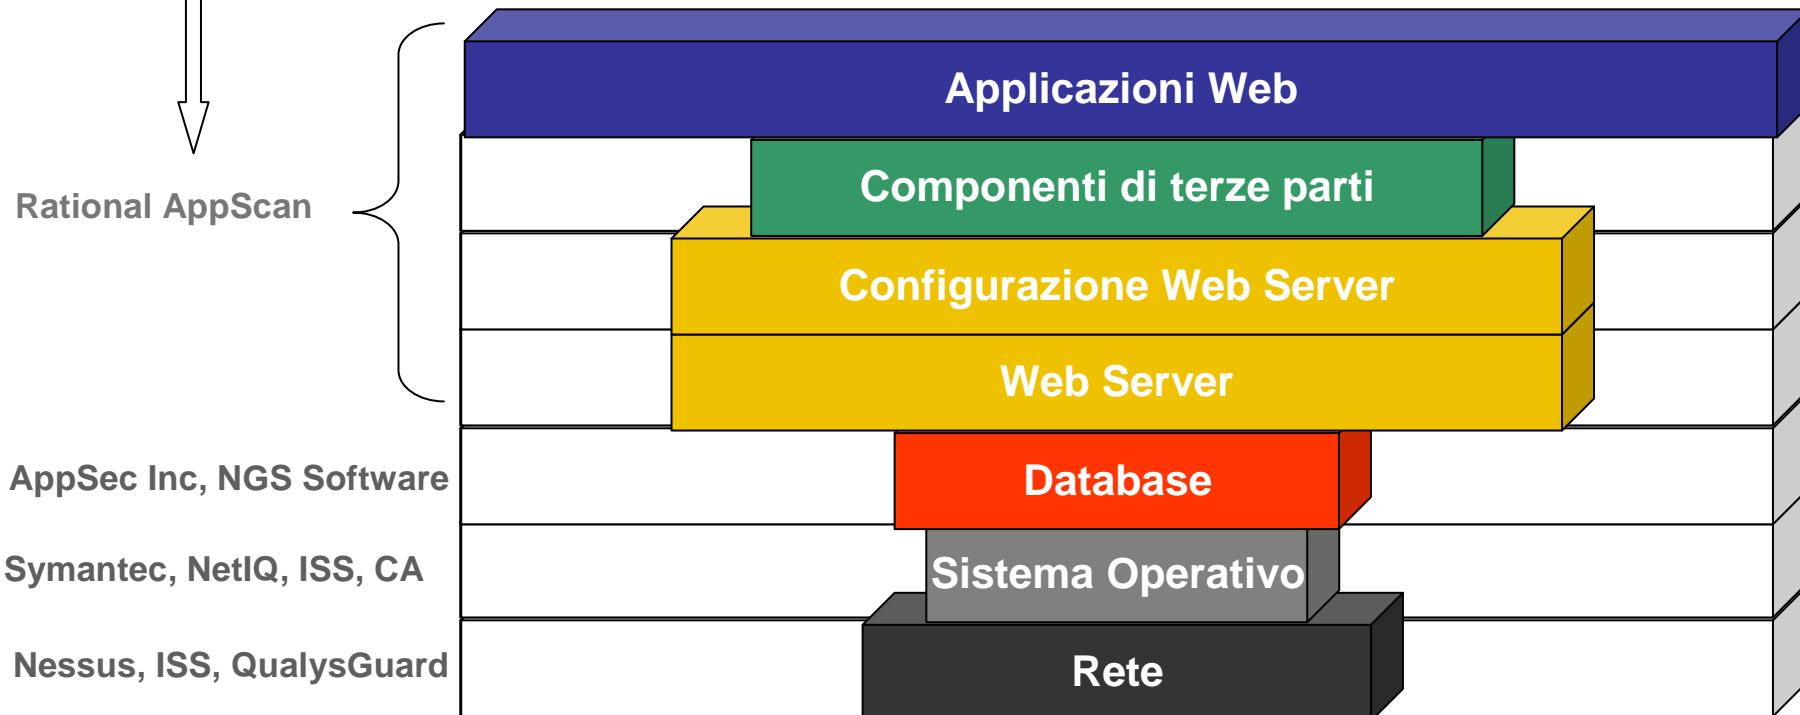 Applicazioni Web
Componenti di terze parti
Rational AppScan
Configurazione Web Server
Web Server
AppSec Inc, NGS Software
Database
Symantec, NetIQ, ISS, CA
Sistema Operativo
Nessus, ISS, QualysGuard
Rete